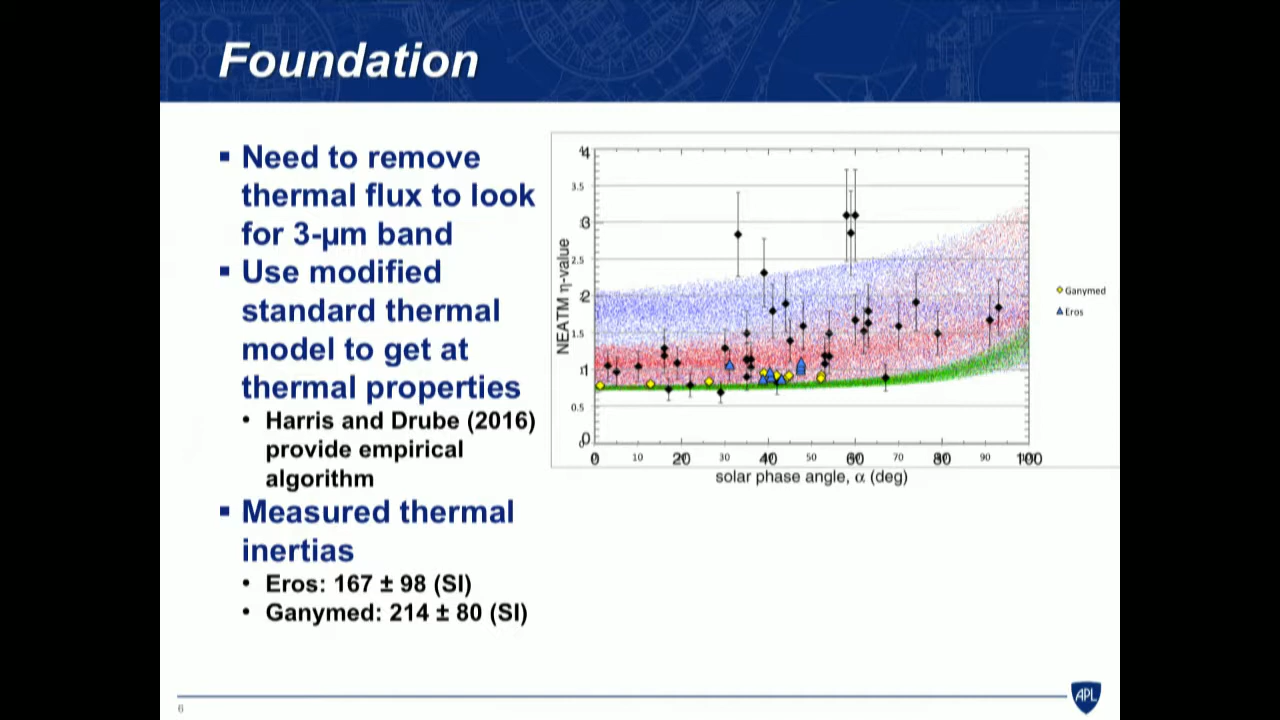 Foundation
Need to remove
thermal flux to look
for 3-µm band
Use modified
standard thermal
model to get at
thermal properties
Harris and Drube (2016)
provide empirical
algorithm
Measured thermal
inertias
Eros: 167 ± 98 (SI)
Ganymed: 214 ± 80 (SI)
NEATM η-value
4
3.5
3
2.5
2
1.5
1
0.5
0
0 10 20 30 40 50 60 70 80 90 100
solar phase angle, α (deg)
Ganymed
Eros
6
APL